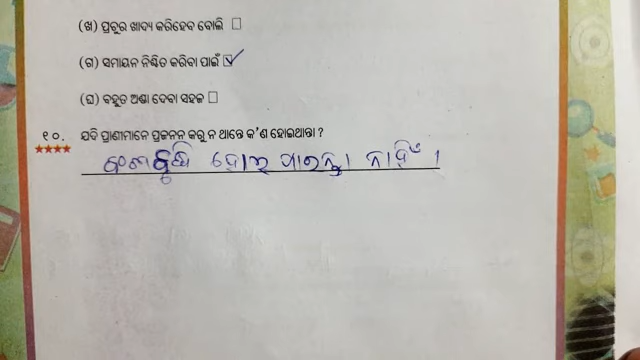 (ଖ) ପ୍ରଚୁର ଖାଦ୍ୟ କରିହେବ ବୋଲି
(ଗ) ସମାୟନ ନିଶ୍ଚିତ କରିବା ପାଇଁ
(ଘ) ବହୁତ ଅଣ୍ଡା ଦେବା ସହଜ
୧୦. ଯଦି ପ୍ରାଣୀମାନେ ପ୍ରଜନନ କରୁ ନ ଥାନ୍ତେ କ'ଣ ହୋଇଥାନ୍ତା ?
ବଂଶବୃଦ୍ଧି ହୋଇ ପାରନ୍ତା ନାହିଁ ।